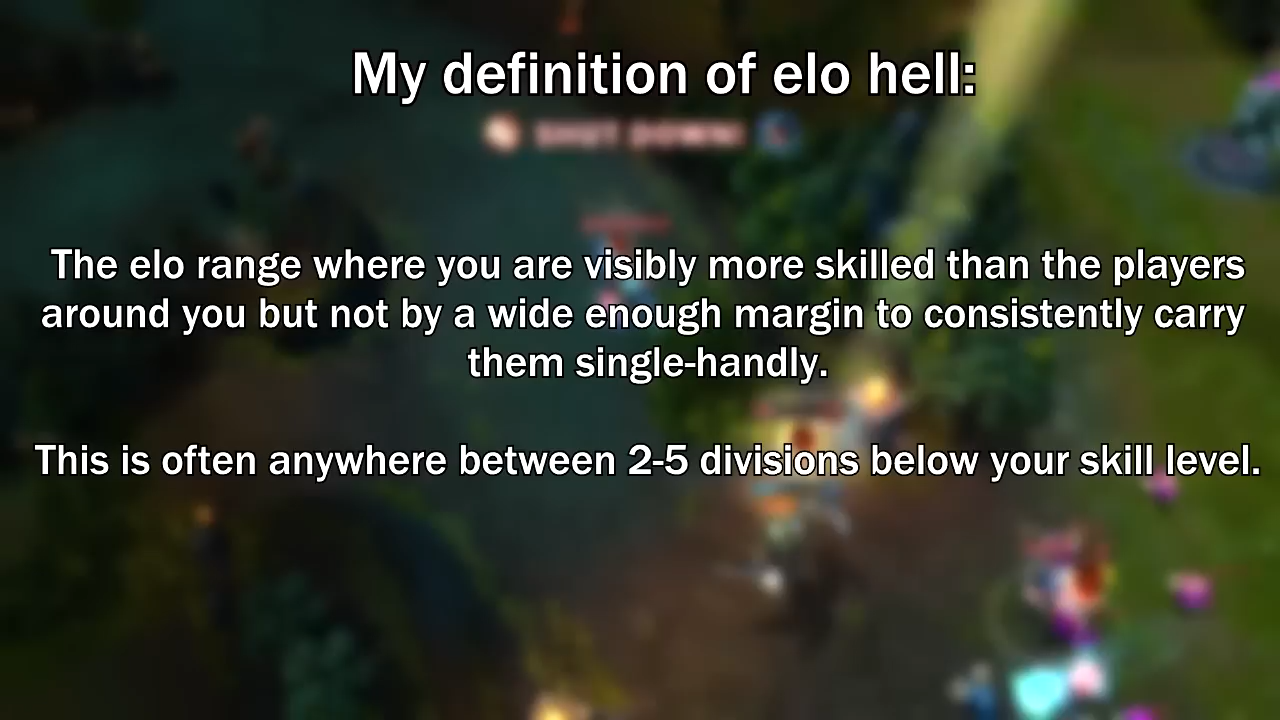 My definition of elo hell:
SHUT DOWN!
The elo range where you are visibly more skilled than the players
around you but not by a wide enough margin to consistently carry
them single-handly.
This is often anywhere between 2-5 divisions below your skill level.